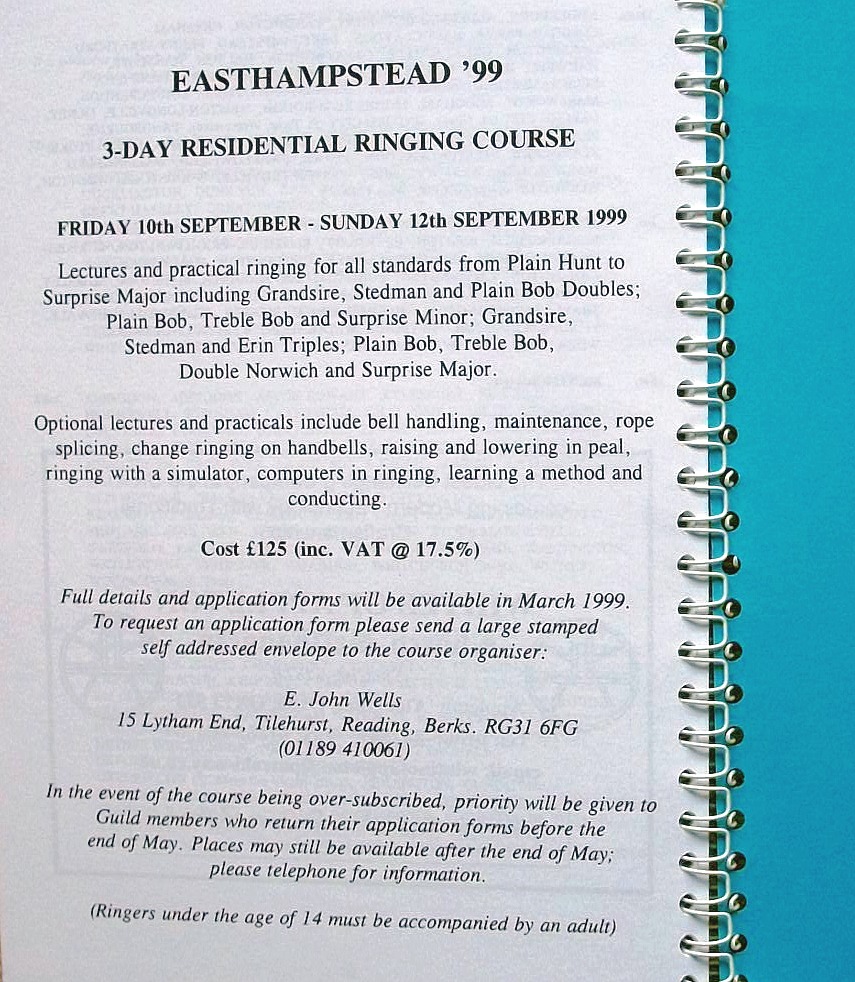 EASTHAMPSTEAD ’99
3-DAY RESIDENTIAL RINGING COURSE
FRIDAY 10th SEPTEMBER - SUNDAY 12th SEPTEMBER 1999
Lectures and practical ringing for all standards from Plain Hunt to
Surprise Major including Grandsire, Stedman and Plain Bob Doubles;
Plain Bob, Treble Bob and Surprise Minor; Grandsire,
Stedman and Erin Triples; Plain Bob, Treble Bob,
Double Norwich and Surprise Major.
Optional lectures and practicals include bell handling, maintenance, rope
splicing, change ringing on handbells, raising and lowering in peal,
ringing with a simulator, computers in ringing, learning a method and
conducting.
Cost £125 (inc. VAT @ 17.5%)
Full details and application forms will be available in March 1999.
To request an application form please send a large stamped
self addressed envelope to the course organiser:
E. John Wells
15 Lytham End, Tilehurst, Reading, Berks. RG31 6FG
(01189 410061)
In the event of the course being over-subscribed, priority will be given to
Guild members who return their application forms before the
end of May. Places may still be available after the end of May;
please telephone for information.
(Ringers under the age of 14 must be accompanied by an adult)